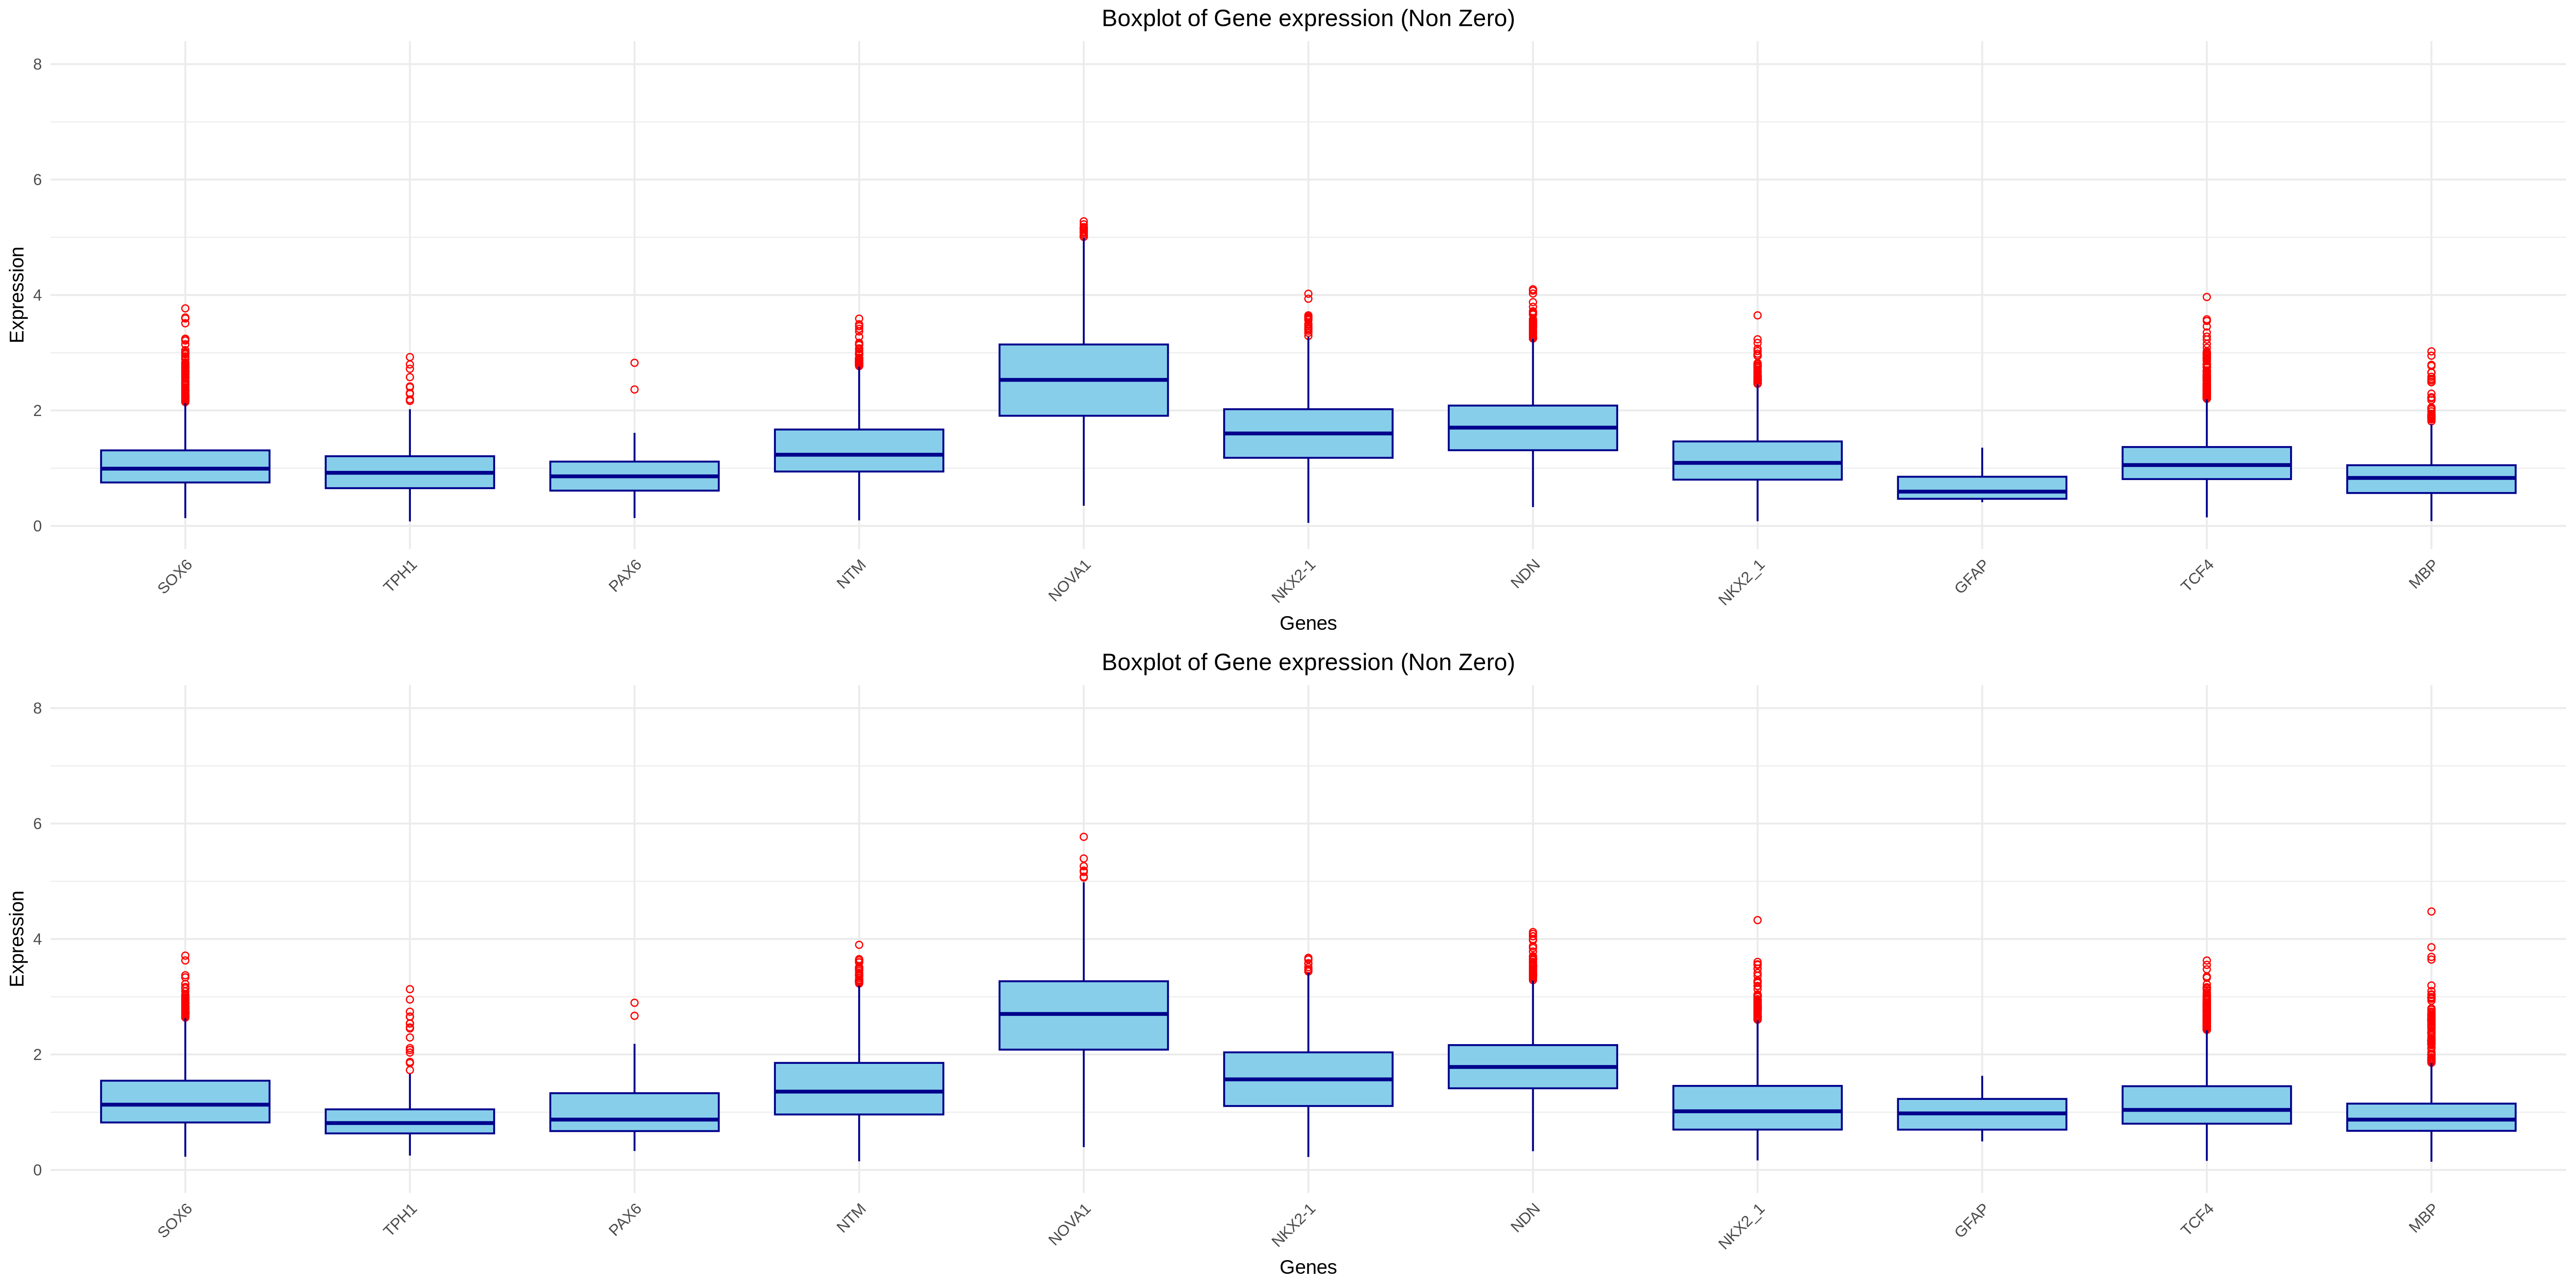 Boxplot of Gene expression (Non Zero)
8
6
4
2
0
Expression
SOX6 TPH1 PAX6 NTM NOVA1 NKX2-1 NDN NKX2_1 GFAP TCF4 MBP
Genes
Boxplot of Gene expression (Non Zero)
8
6
4
2
0
Expression
SOX6 TPH1 PAX6 NTM NOVA1 NKX2-1 NDN NKX2_1 GFAP TCF4 MBP
Genes